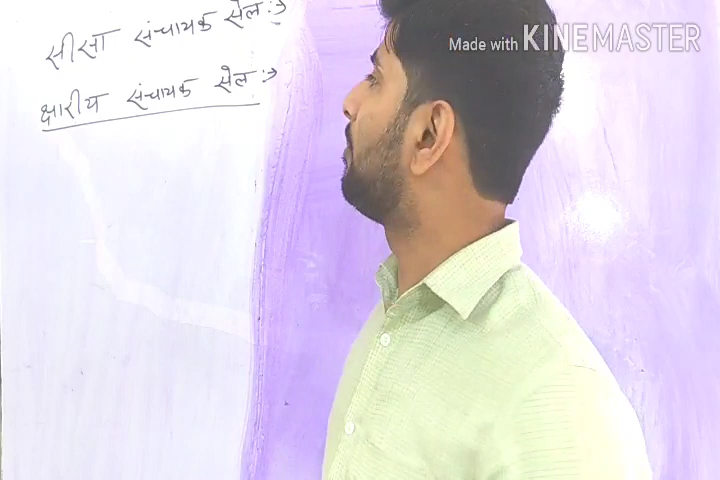 सीसा संचायक सेल :->
क्षारीय संचायक सेल :->
Made with KINEMASTER